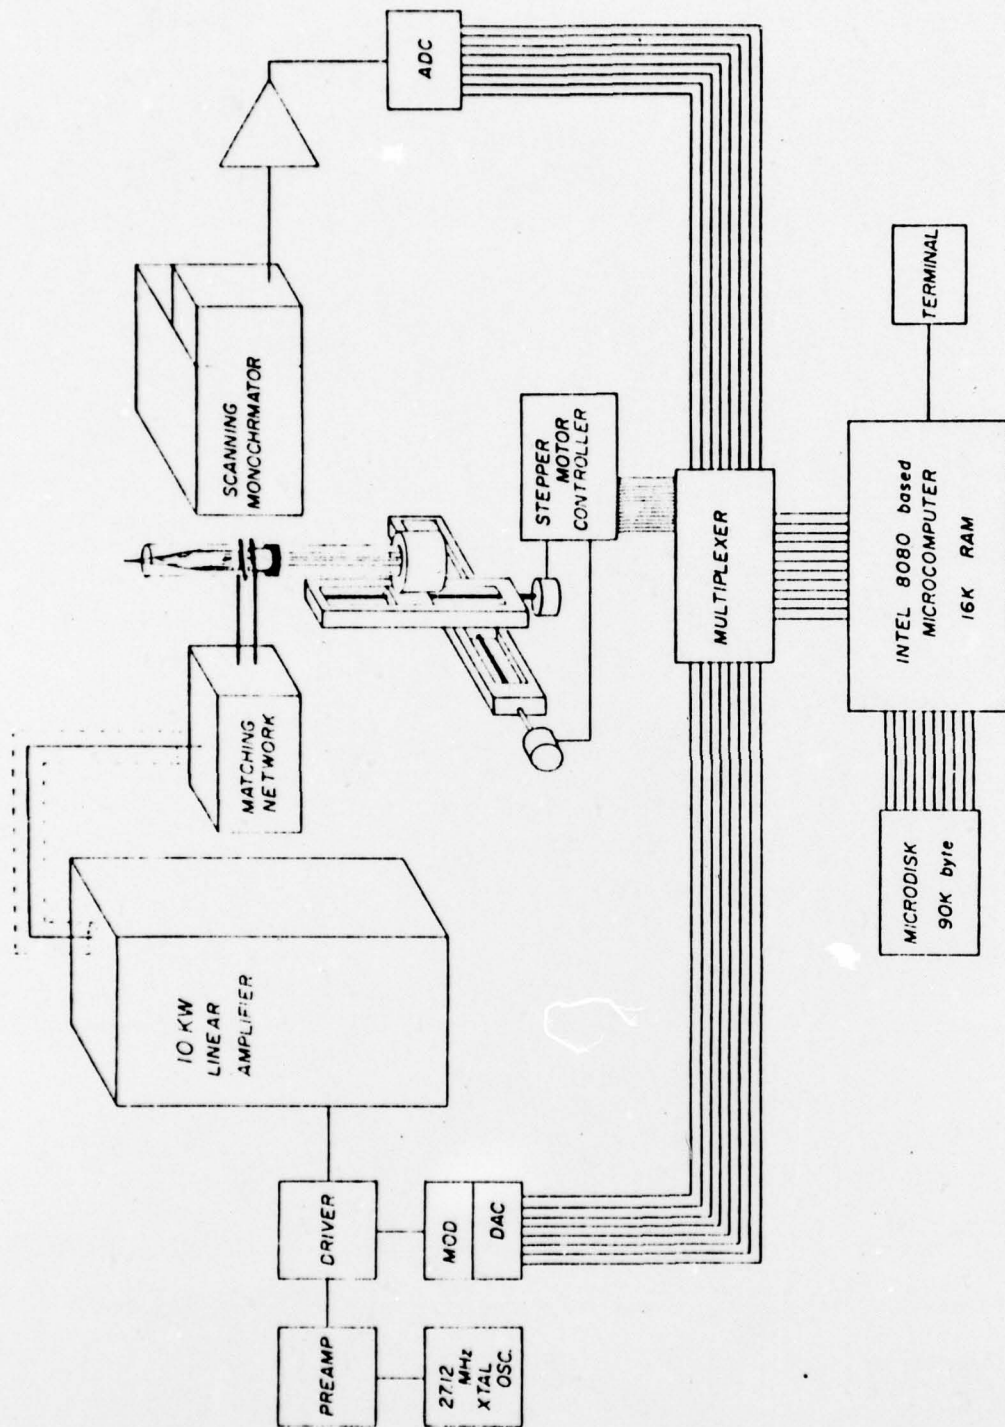 PREAMP
27.12
MHz
XTAL
OSC.
DRIVER
MOD
DAC
10 KW
LINEAR
AMPLIFIER
MATCHING
NETWORK
SCANNING
MONOCHRMATOR
ADC
STEPPER
MOTOR
CONTROLLER
MULTIPLEXER
MICRODISK
90K byte
INTEL 8080 based
MICROCOMPUTER
16K RAM
TERMINAL